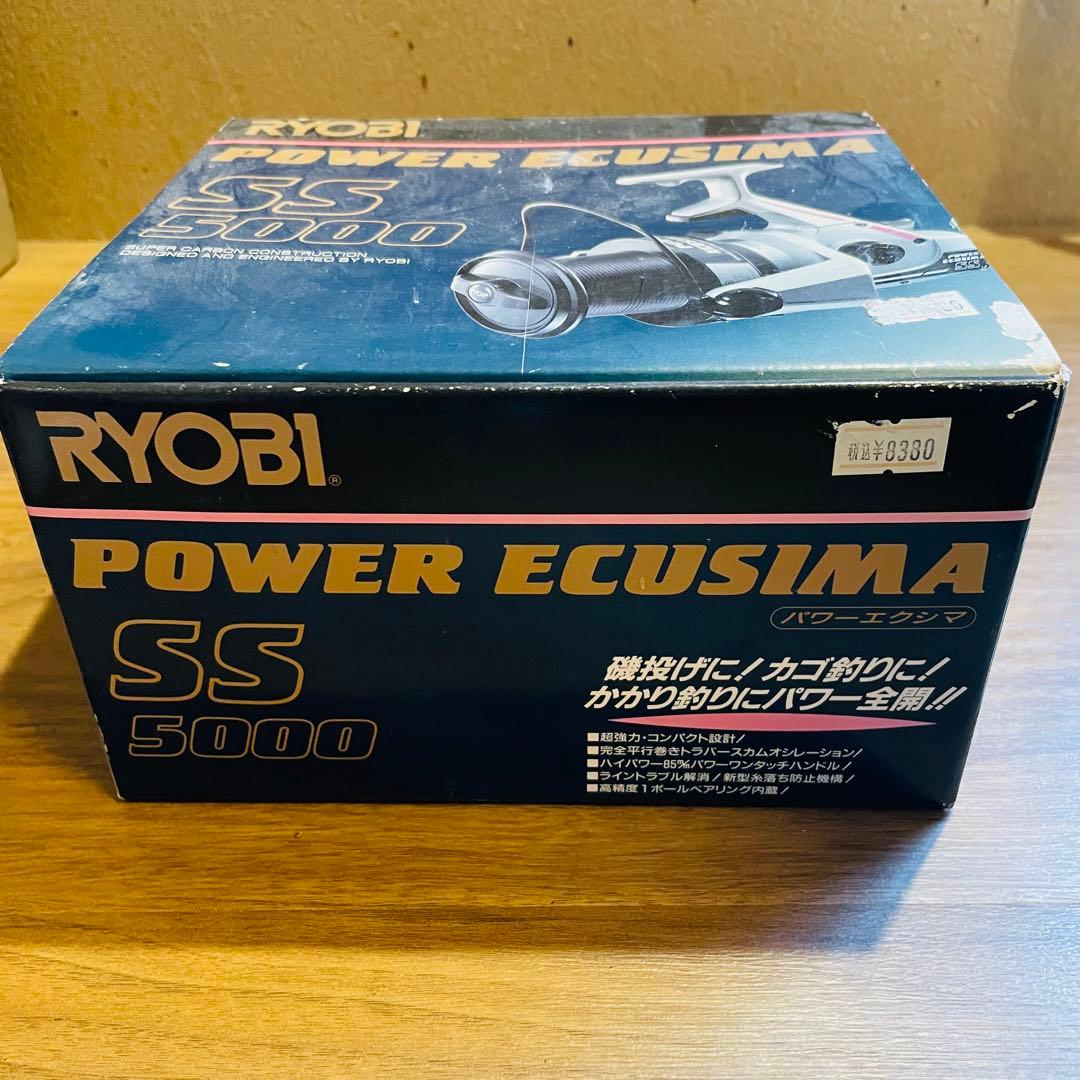 RYOBI
POWER ECUSIMA
SS
5000
SUPER CARBON CONSTRUCTION
DESIGNED AND ENGINEERED BY RYOBI
POWER
ECUSIMA
SS
RYOBI®
税込¥8380
POWER ECUSIMA
パワーエクシマ
SS
5000
磯投げに!カゴ釣りに!
かかり釣りにパワー全開!!
■超強力・コンパクト設計/
■完全平行巻きトラバースカムオシレーション/
■ハイパワー85㎜パワーワンタッチハンドル/
■ライントラブル解消/新型糸落ち防止機構/
■高精度1ボールベアリング内蔵/